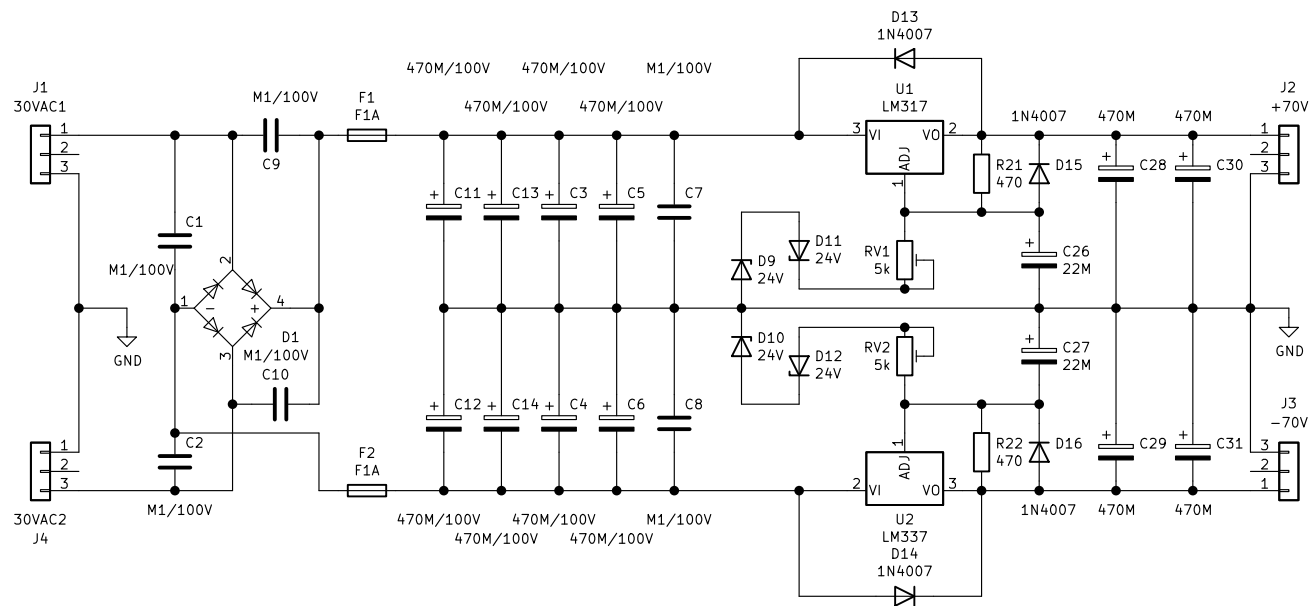 D13
1N4007
470M/100V 470M/100V M1/100V
J1
30VAC1
M1/100V
F1
F1A
470M/100V 470M/100V
U1
LM317
1N4007 470M 470M
J2
+70V
1
2
3
C9
3 VI VO 2
ADJ
1
R21
470
D15
+ C28
+ C30
1
2
3
+ C11
+ C13
+ C3
+ C5
C7
C1
M1/100V
2
1 - + 4
3
D9
24V
D11
24V
RV1
5k
+ C26
22M
GND
D1
M1/100V
C10
D10
24V
D12
24V
RV2
5k
+ C27
22M
GND
J3
-70V
+ C12
+ C14
+ C4
+ C6
C8
1
2
3
C2
M1/100V
F2
F1A
ADJ
1
2 VI VO 3
R22
470
D16
+ C29
+ C31
3
2
1
30VAC2
J4
470M/100V 470M/100V M1/100V
470M/100V 470M/100V
U2
LM337
1N4007 470M 470M
D14
1N4007